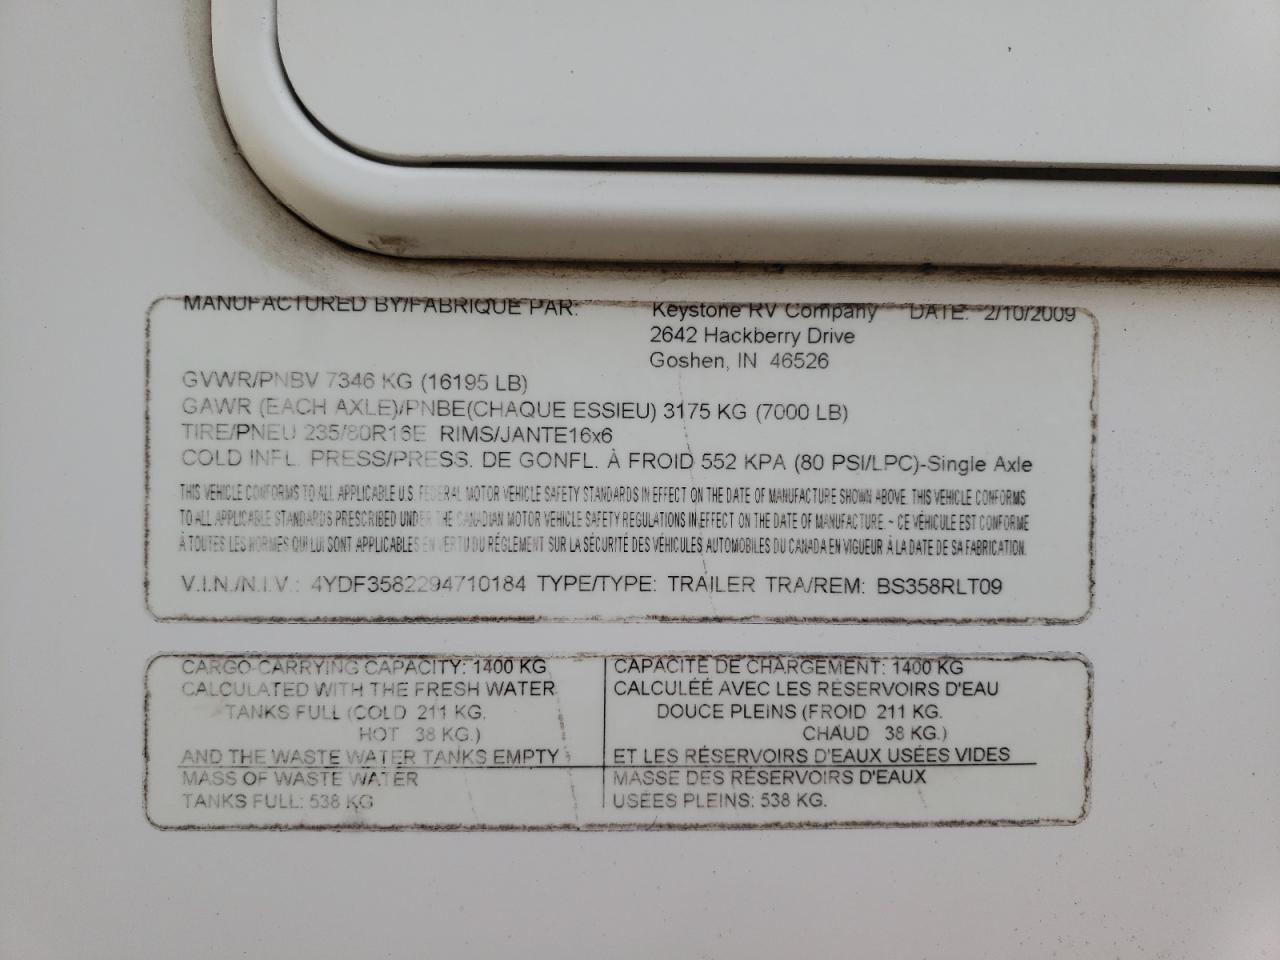 MANUFACTURED BY/FABRIQUE PAR: Keystone RV Company DATE: 2/10/2009
2642 Hackberry Drive
Goshen, IN 46526
GVWR/PNBV 7346 KG (16195 LB)
GAWR (EACH AXLE)/PNBE(CHAQUE ESSIEU) 3175 KG (7000 LB)
TIRE/PNEU 235/80R16E RIMS/JANTE16x6
COLD INFL. PRESS/PRESS. DE GONFL. À FROID 552 KPA (80 PSI/LPC)-Single Axle
THIS VEHICLE CONFORMS TO ALL APPLICABLE U.S. FEDERAL MOTOR VEHICLE SAFETY STANDARDS IN EFFECT ON THE DATE OF MANUFACTURE SHOWN ABOVE. THIS VEHICLE CONFORMS
TO ALL APPLICABLE STANDARDS PRESCRIBED UNDER THE CANADIAN MOTOR VEHICLE SAFETY REGULATIONS IN EFFECT ON THE DATE OF MANUFACTURE. - CE VÉHICULE EST CONFORME
À TOUTES LES NORMES QUI LUI SONT APPLICABLES EN VERTU DU RÉGLEMENT SUR LA SÉCURITÉ DES VÉHICULES AUTOMOBILES DU CANADA EN VIGUEUR À LA DATE DE SA FABRICATION.
V.I.N./N.I.V.: 4YDF3582294710184 TYPE/TYPE: TRAILER TRA/REM: BS358RLT09
CARGO CARRYING CAPACITY: 1400 KG
CALCULATED WITH THE FRESH WATER
TANKS FULL (COLD 211 KG.
HOT 38 KG.)
AND THE WASTE WATER TANKS EMPTY
MASS OF WASTE WATER
TANKS FULL: 538 KG
CAPACITÉ DE CHARGEMENT: 1400 KG
CALCULÉÉ AVEC LES RÉSERVOIRS D'EAU
DOUCE PLEINS (FROID 211 KG.
CHAUD 38 KG.)
ET LES RÉSERVOIRS D'EAUX USÉES VIDES
MASSE DES RÉSERVOIRS D'EAUX
USÉES PLEINS: 538 KG.